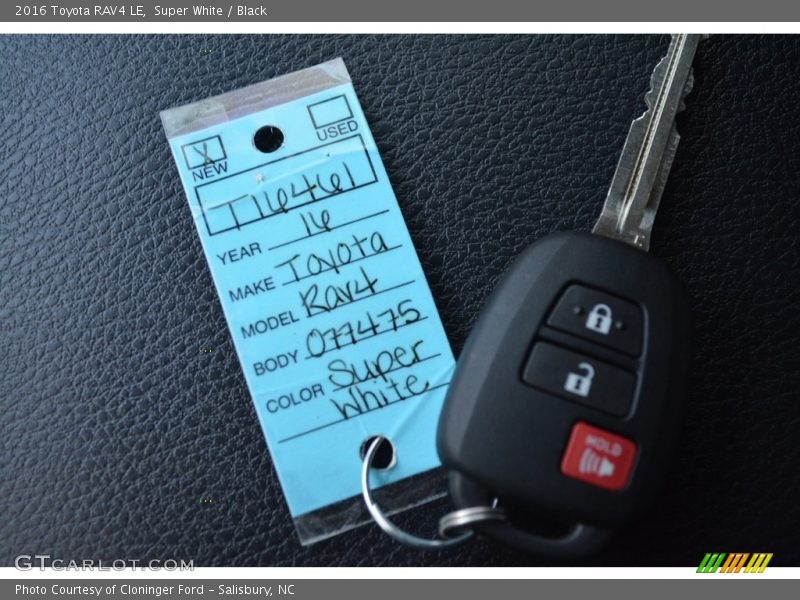 2016 Toyota RAV4 LE, Super White / Black
X
NEW
USED
T16461
YEAR 16
MAKE Toyota
MODEL Rav4
BODY 077475
COLOR Super
White
HOLD
GTCARLOT.COM
Photo Courtesy of Cloninger Ford - Salisbury, NC